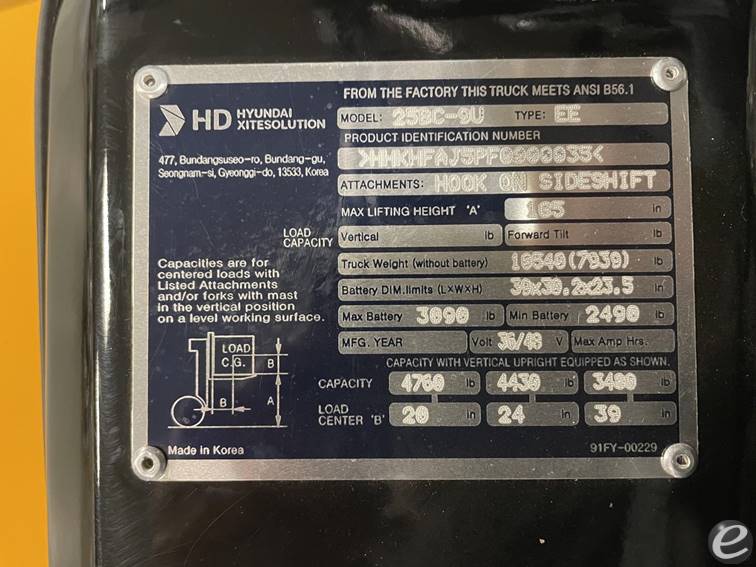 FROM THE FACTORY THIS TRUCK MEETS ANSI B56.1
HD HYUNDAI XITESOLUTION
477, Bundangsuseo-ro, Bundang-gu,
Seongnam-si, Gyeonggi-do, 13533, Korea
MODEL: 25BC-9U TYPE: EE
PRODUCT IDENTIFICATION NUMBER
>HHKHFAJ5PF0000035<
ATTACHMENTS: HOOK ON SIDESHIFT
MAX LIFTING HEIGHT 'A' 185 in
LOAD CAPACITY Vertical lb Forward Tilt lb
Truck Weight (without battery) 10540(7930) lb
Battery DIM.limits (LxWxH) 39x30.2x23.5 in
Max Battery 3090 lb Min Battery 2490 lb
MFG. YEAR Volt 36/48 V Max Amp Hrs.
Capacities are for
centered loads with
Listed Attachments
and/or forks with mast
in the vertical position
on a level working surface.
CAPACITY WITH VERTICAL UPRIGHT EQUIPPED AS SHOWN.
CAPACITY 4760 lb 4430 lb 3400 lb
LOAD CENTER 'B' 20 in 24 in 39 in
LOAD
C.G.
B
B
A
Made in Korea
91FY-00229
e